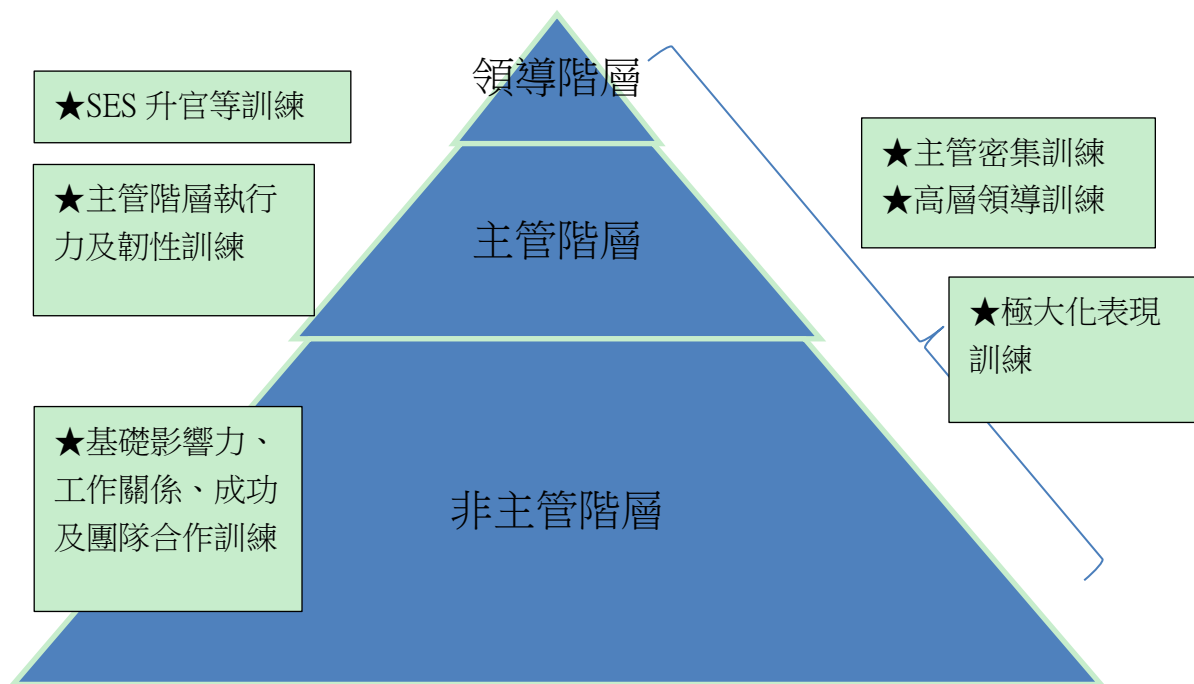 領導階層
★SES 升官等訓練
★主管密集訓練
★高層領導訓練
★主管階層執行
力及韌性訓練
主管階層
★極大化表現
訓練
★基礎影響力、
工作關係、成功
及團隊合作訓練
非主管階層